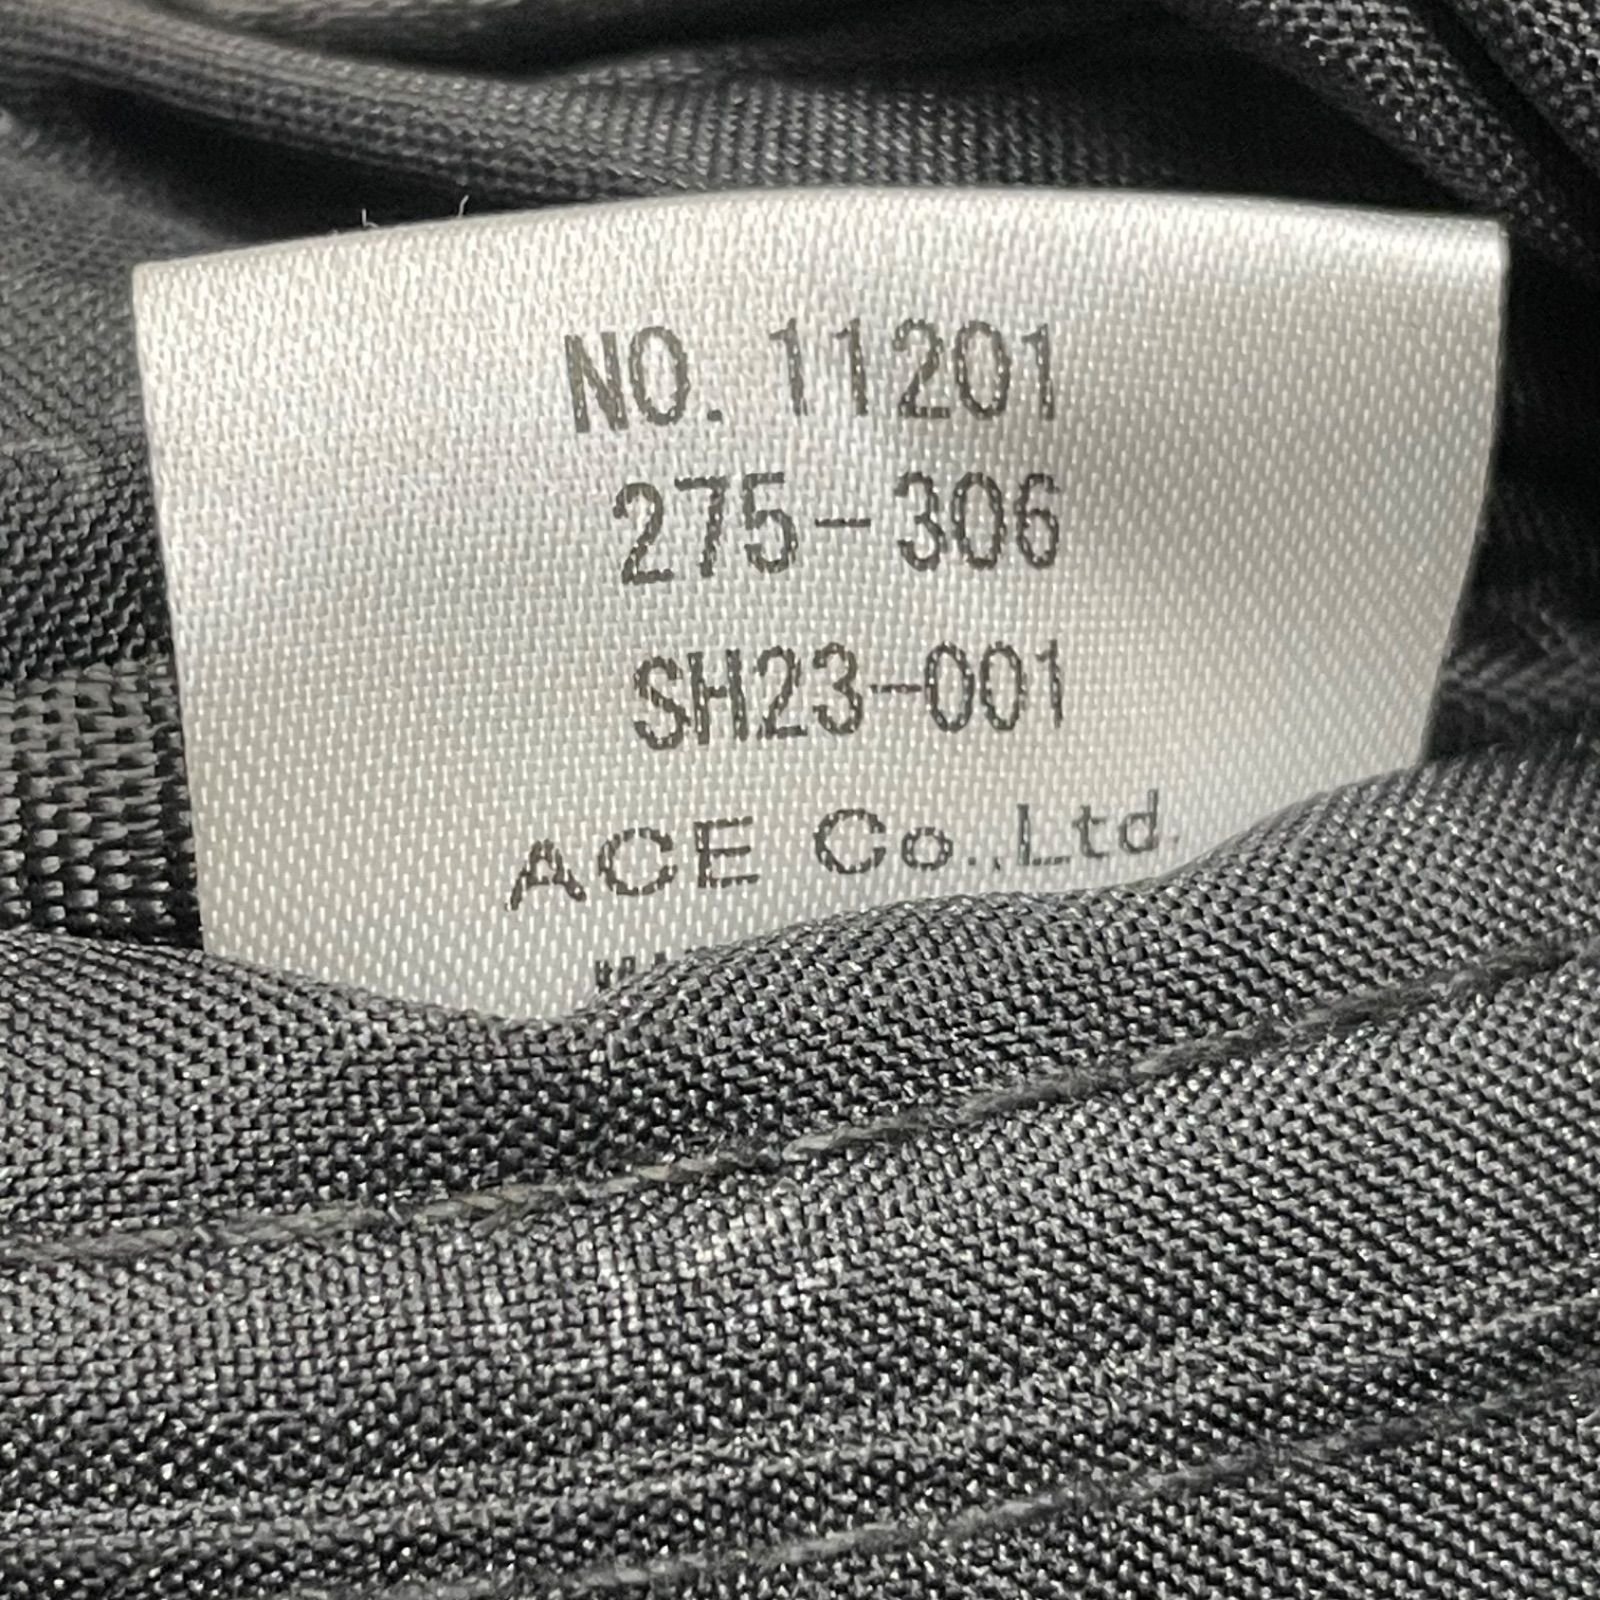 NO. 11201
275-306
SH23-001
ACE Co.,Ltd.